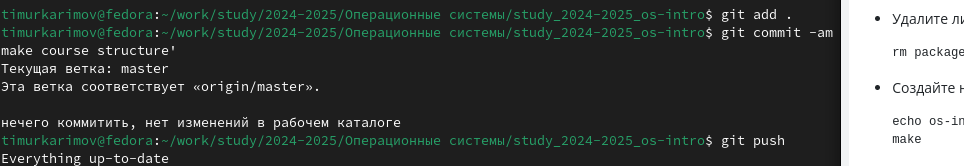 timurkarimov@fedora:~/work/study/2024-2025/Операционные системы/study_2024-2025_os-intro$ git add .
timurkarimov@fedora:~/work/study/2024-2025/Операционные системы/study_2024-2025_os-intro$ git commit -am
make course structure'
Текущая ветка: master
Эта ветка соответствует «origin/master».
нечего коммитить, нет изменений в рабочем каталоге
timurkarimov@fedora:~/work/study/2024-2025/Операционные системы/study_2024-2025_os-intro$ git push
Everything up-to-date
• Удалите ли
rm package
• Создайте н
echo os-in
make